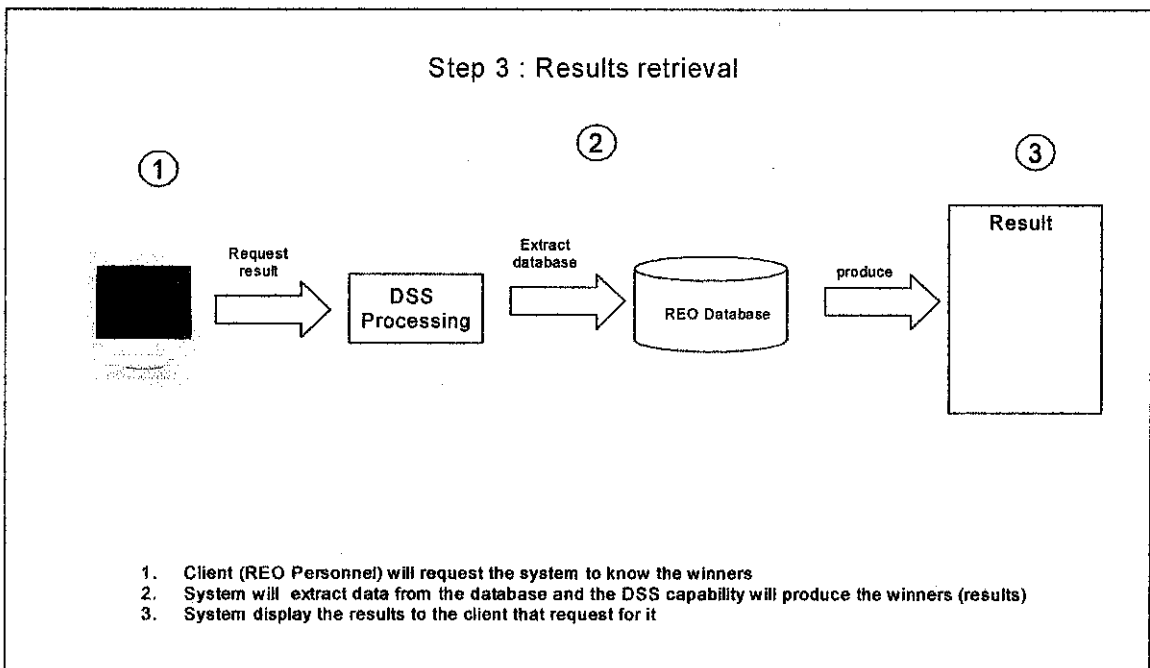 Step 3 : Results retrieval
1
2
3
Request
result
DSS
Processing
Extract
database
REO Database
produce
Result
1. Client (REO Personnel) will request the system to know the winners
2. System will extract data from the database and the DSS capability will produce the winners (results)
3. System display the results to the client that request for it